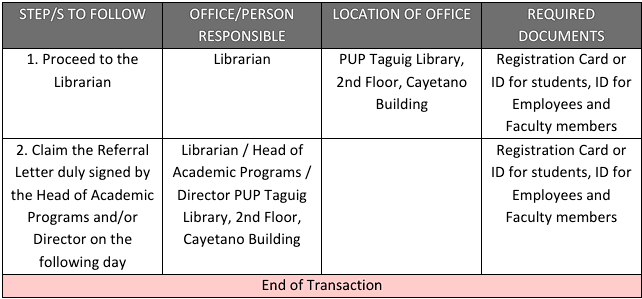 STEP/S TO FOLLOW
OFFICE/PERSON
RESPONSIBLE
LOCATION OF OFFICE
REQUIRED
DOCUMENTS
1. Proceed to the
Librarian
Librarian
PUP Taguig Library,
2nd Floor, Cayetano
Building
Registration Card or
ID for students, ID for
Employees and
Faculty members
2. Claim the Referral
Letter duly signed by
the Head of Academic
Programs and/or
Director on the
following day
Librarian / Head of
Academic Programs /
Director PUP Taguig
Library, 2nd Floor,
Cayetano Building
Registration Card or
ID for students, ID for
Employees and
Faculty members
End of Transaction